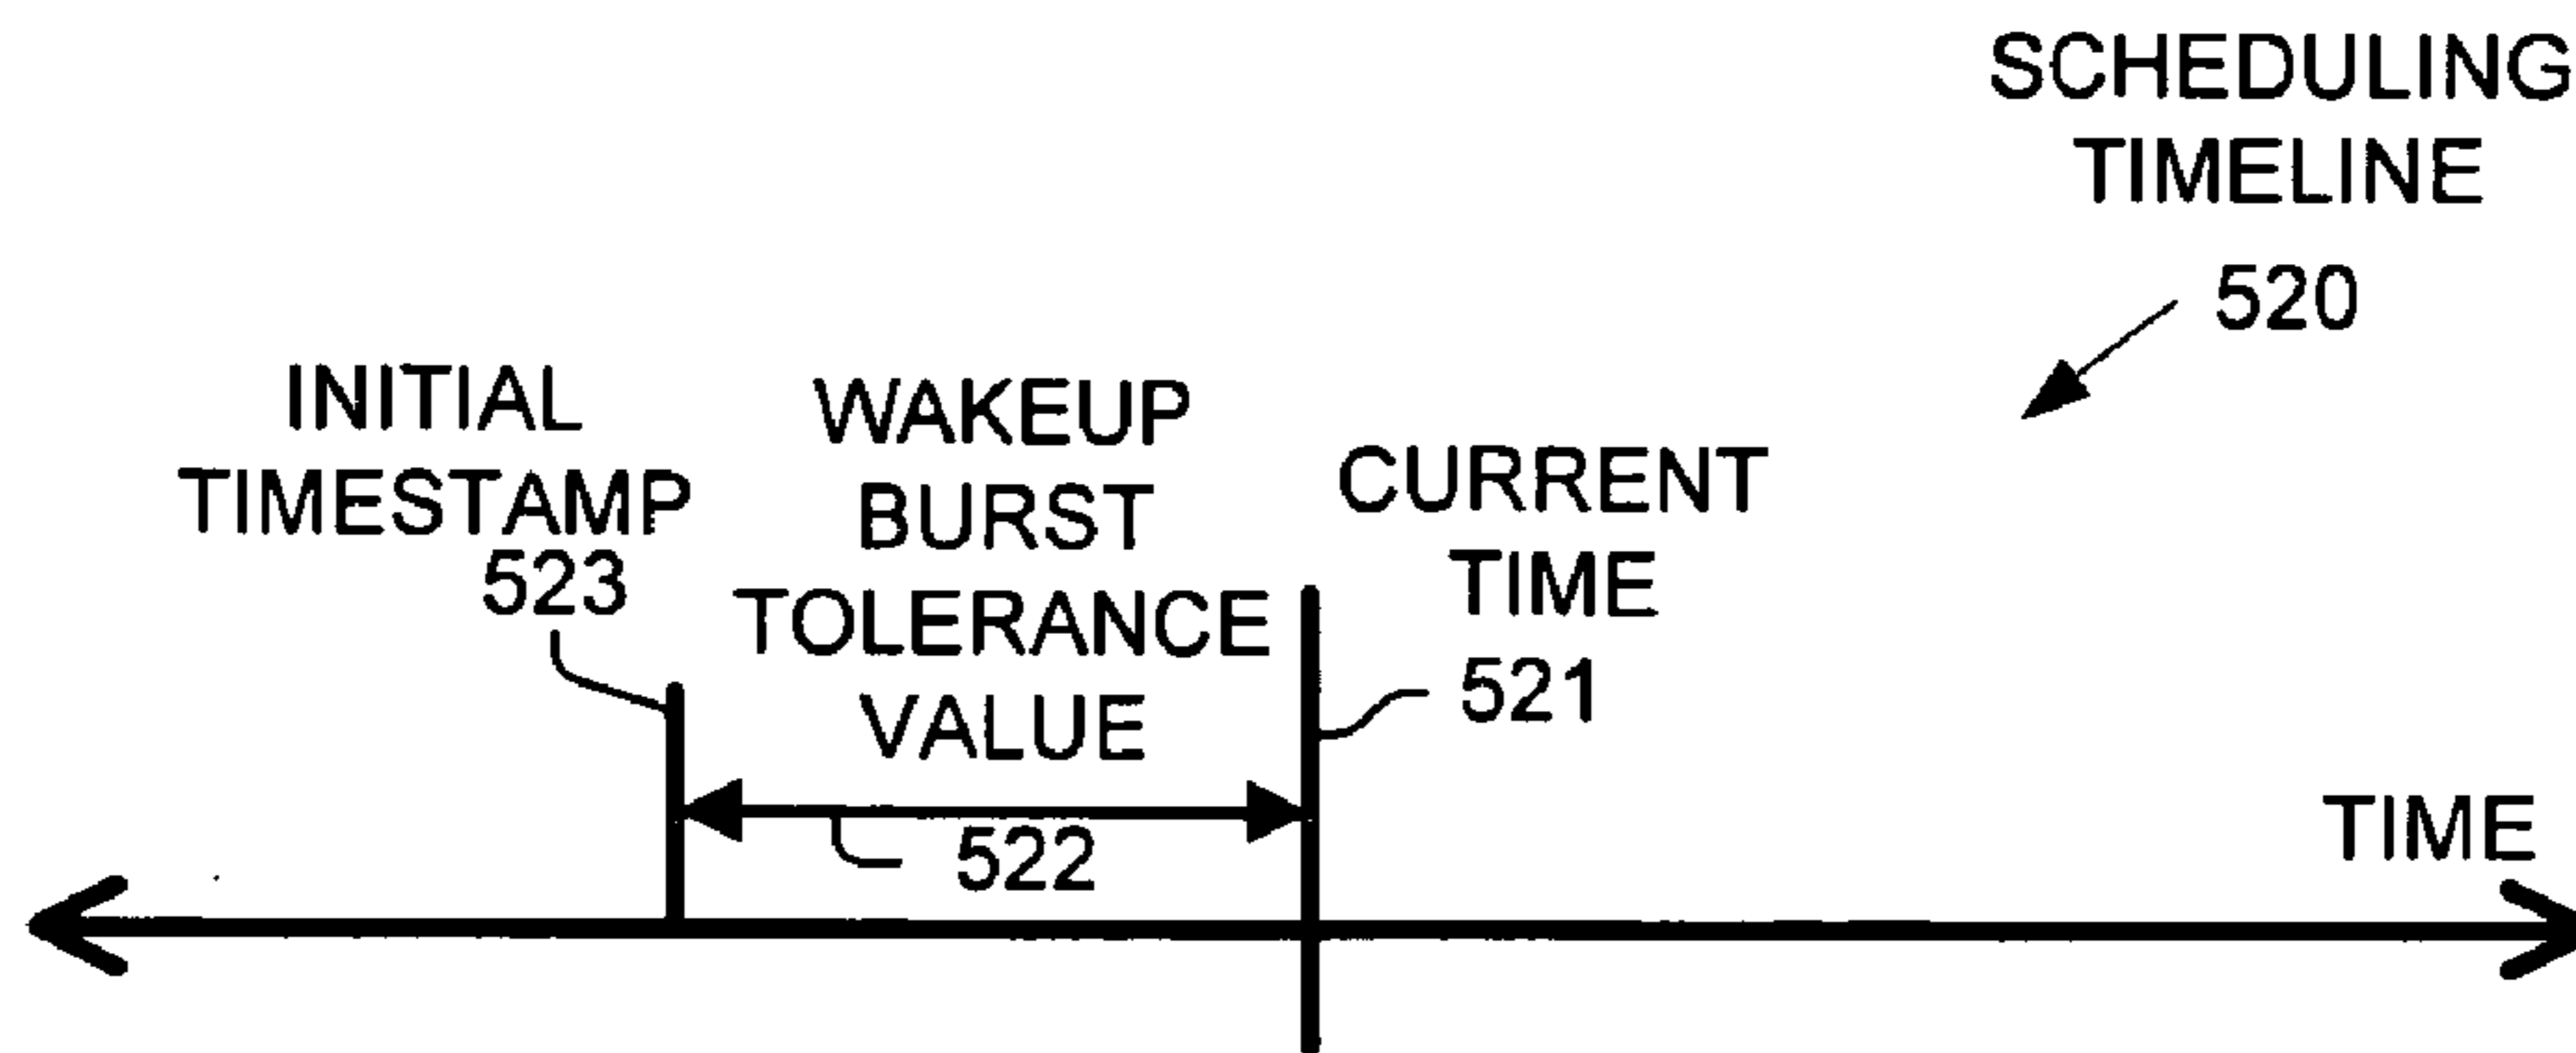 SCHEDULING
TIMELINE
520
INITIAL
TIMESTAMP
523
WAKEUP
BURST
TOLERANCE
VALUE
522
CURRENT
TIME
521
TIME